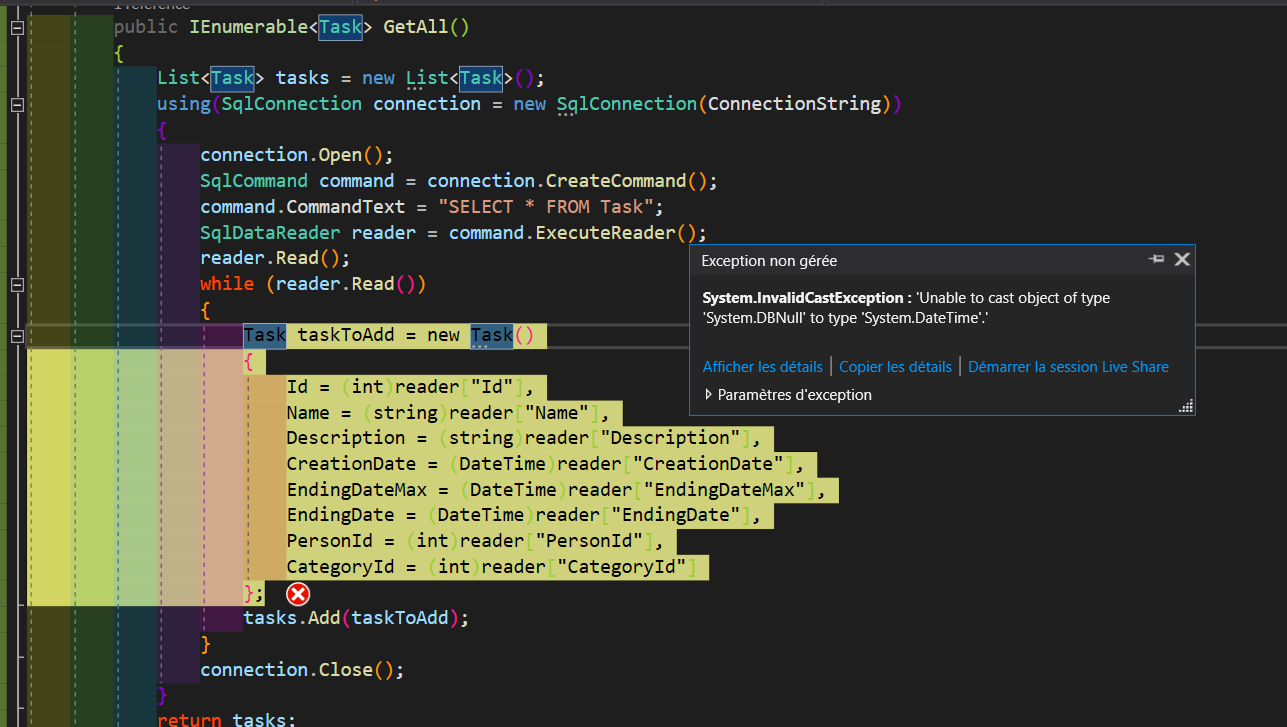 public IEnumerable<Task> GetAll()
{
List<Task> tasks = new List<Task>();
using(SqlConnection connection = new SqlConnection(ConnectionString))
{
connection.Open();
SqlCommand command = connection.CreateCommand();
command.CommandText = "SELECT * FROM Task";
SqlDataReader reader = command.ExecuteReader();
reader.Read();
while (reader.Read())
{
Task taskToAdd = new Task()
{
Id = (int)reader["Id"],
Name = (string)reader["Name"],
Description = (string)reader["Description"],
CreationDate = (DateTime)reader["CreationDate"],
EndingDateMax = (DateTime)reader["EndingDateMax"],
EndingDate = (DateTime)reader["EndingDate"],
PersonId = (int)reader["PersonId"],
CategoryId = (int)reader["CategoryId"]
};
tasks.Add(taskToAdd);
}
connection.Close();
}
return tasks;
Exception non gérée
System.InvalidCastException : 'Unable to cast object of type
'System.DBNull' to type 'System.DateTime'.'
Afficher les détails | Copier les détails | Démarrer la session Live Share
Paramètres d'exception